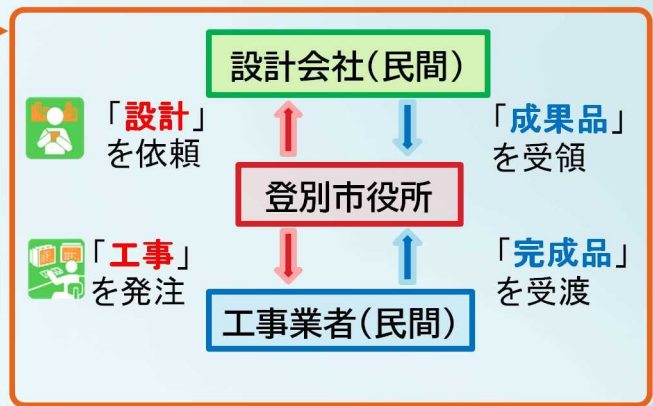 設計会社(民間)
「設計」
を依頼
「成果品」
を受領
登別市役所
「工事」
を発注
「完成品」
を受渡
工事業者(民間)